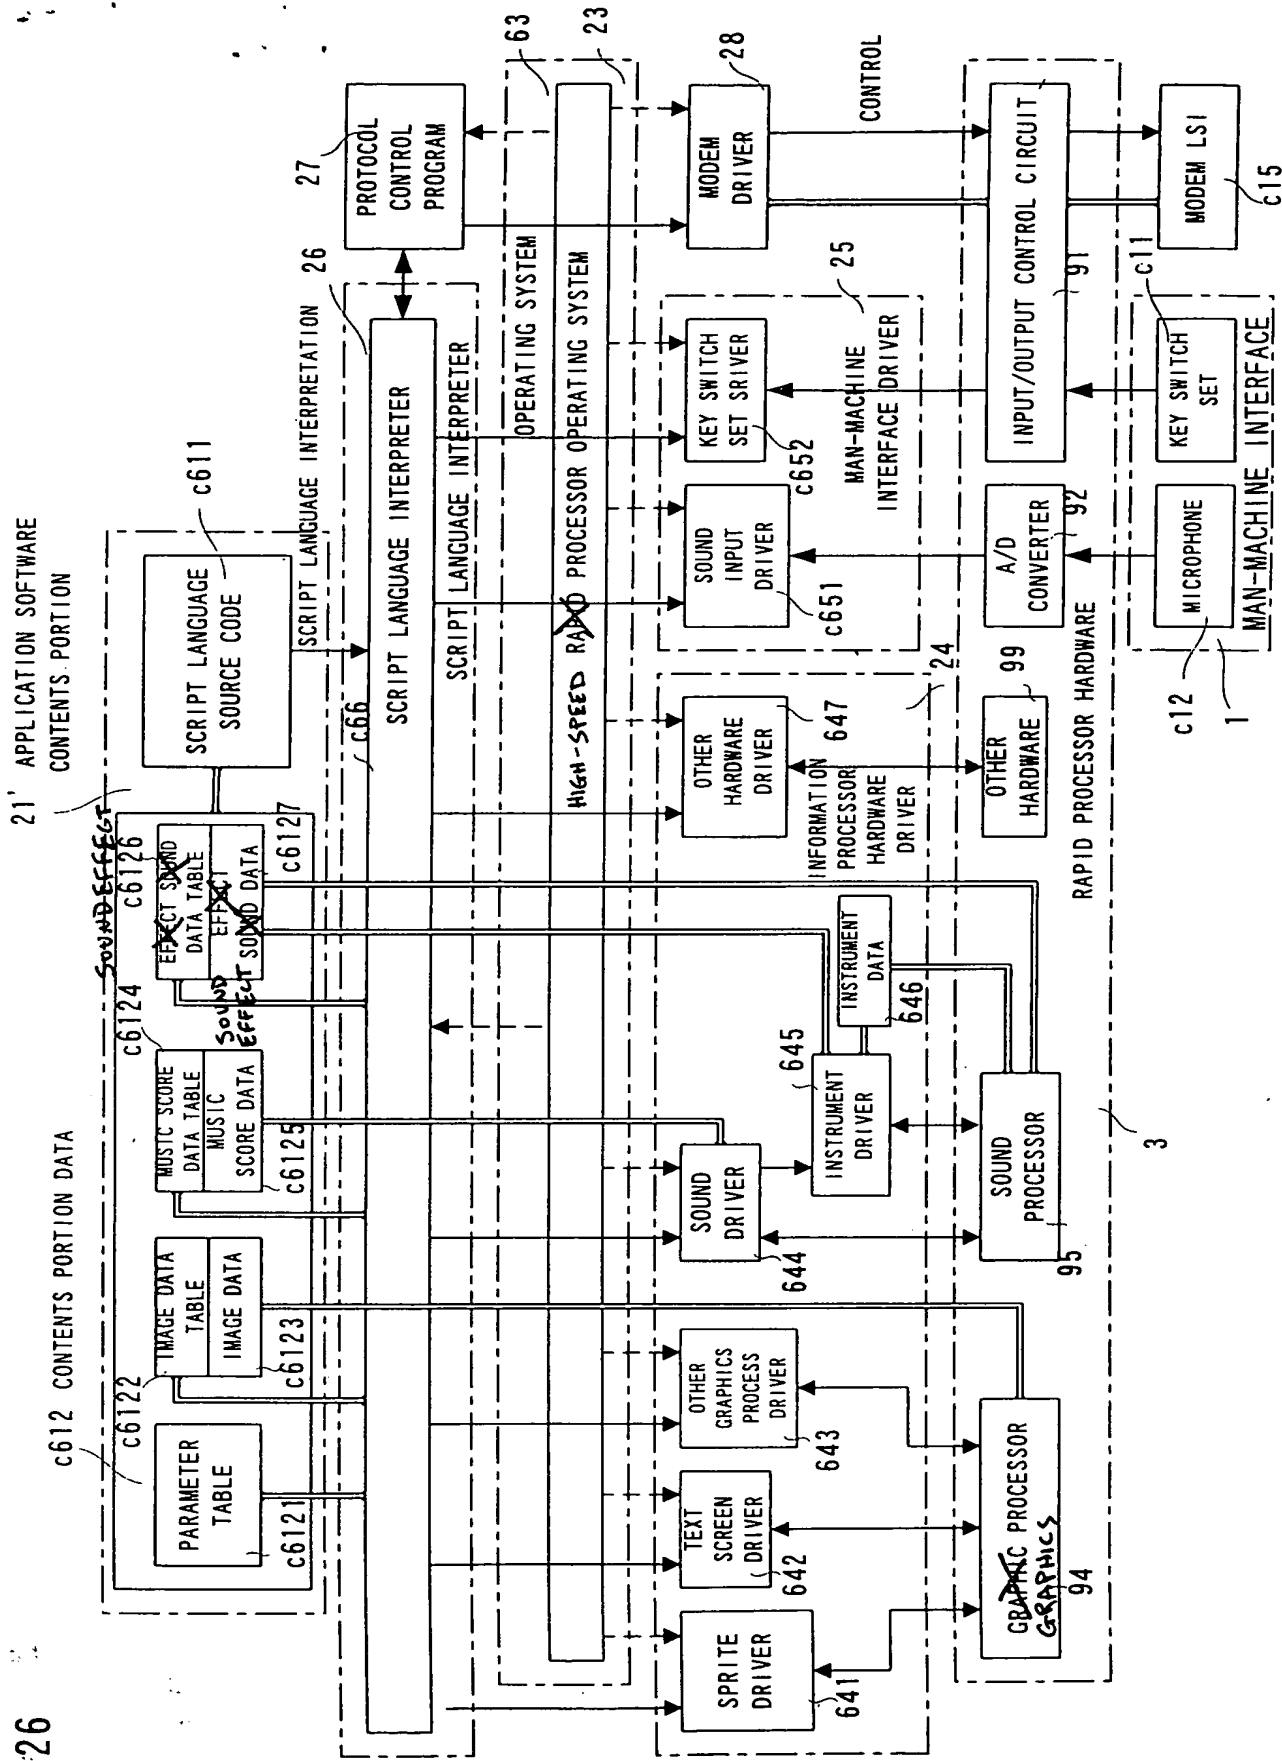 26
c612 CONTENTS PORTION DATA
21' APPLICATION SOFTWARE
CONTENTS PORTION
SOUND EFFECT
c6122
c6124
c6126
c611
PARAMETER
TABLE
c6121
IMAGE DATA
TABLE
IMAGE DATA
c6123
MUSIC SCORE
DATA TABLE
MUSIC
SCORE DATA
c6125
EFFECT SOUND
DATA TABLE
EFFECT
SOUND DATA
c6127
SOUND
EFFECT
SCRIPT LANGUAGE
SOURCE CODE
SCRIPT LANGUAGE INTERPRETATION
26
27
c66
SCRIPT LANGUAGE INTERPRETER
SCRIPT LANGUAGE INTERPRETER
PROTOCOL
CONTROL
PROGRAM
OPERATING SYSTEM
63
HIGH-SPEED RAPID PROCESSOR OPERATING SYSTEM
23
SPRITE
DRIVER
641
TEXT
SCREEN
DRIVER
642
OTHER
GRAPHICS
PROCESS
DRIVER
643
SOUND
DRIVER
644
645
INSTRUMENT
DRIVER
INSTRUMENT
DATA
646
OTHER
HARDWARE
DRIVER
647
INFORMATION
PROCESSOR
HARDWARE
DRIVER
24
SOUND
INPUT
DRIVER
c651
KEY SWITCH
SET SRIVER
c652
MAN-MACHINE
INTERFACE DRIVER
25
MODEM
DRIVER
28
CONTROL
GRAPHIC PROCESSOR
GRAPHICS
94
SOUND
PROCESSOR
95
3
OTHER
HARDWARE
99
RAPID PROCESSOR HARDWARE
A/D
CONVERTER
92
INPUT/OUTPUT CONTROL CIRCUIT
91
MICROPHONE
c12
1
KEY SWITCH
SET
c11
MAN-MACHINE INTERFACE
MODEM LSI
c15